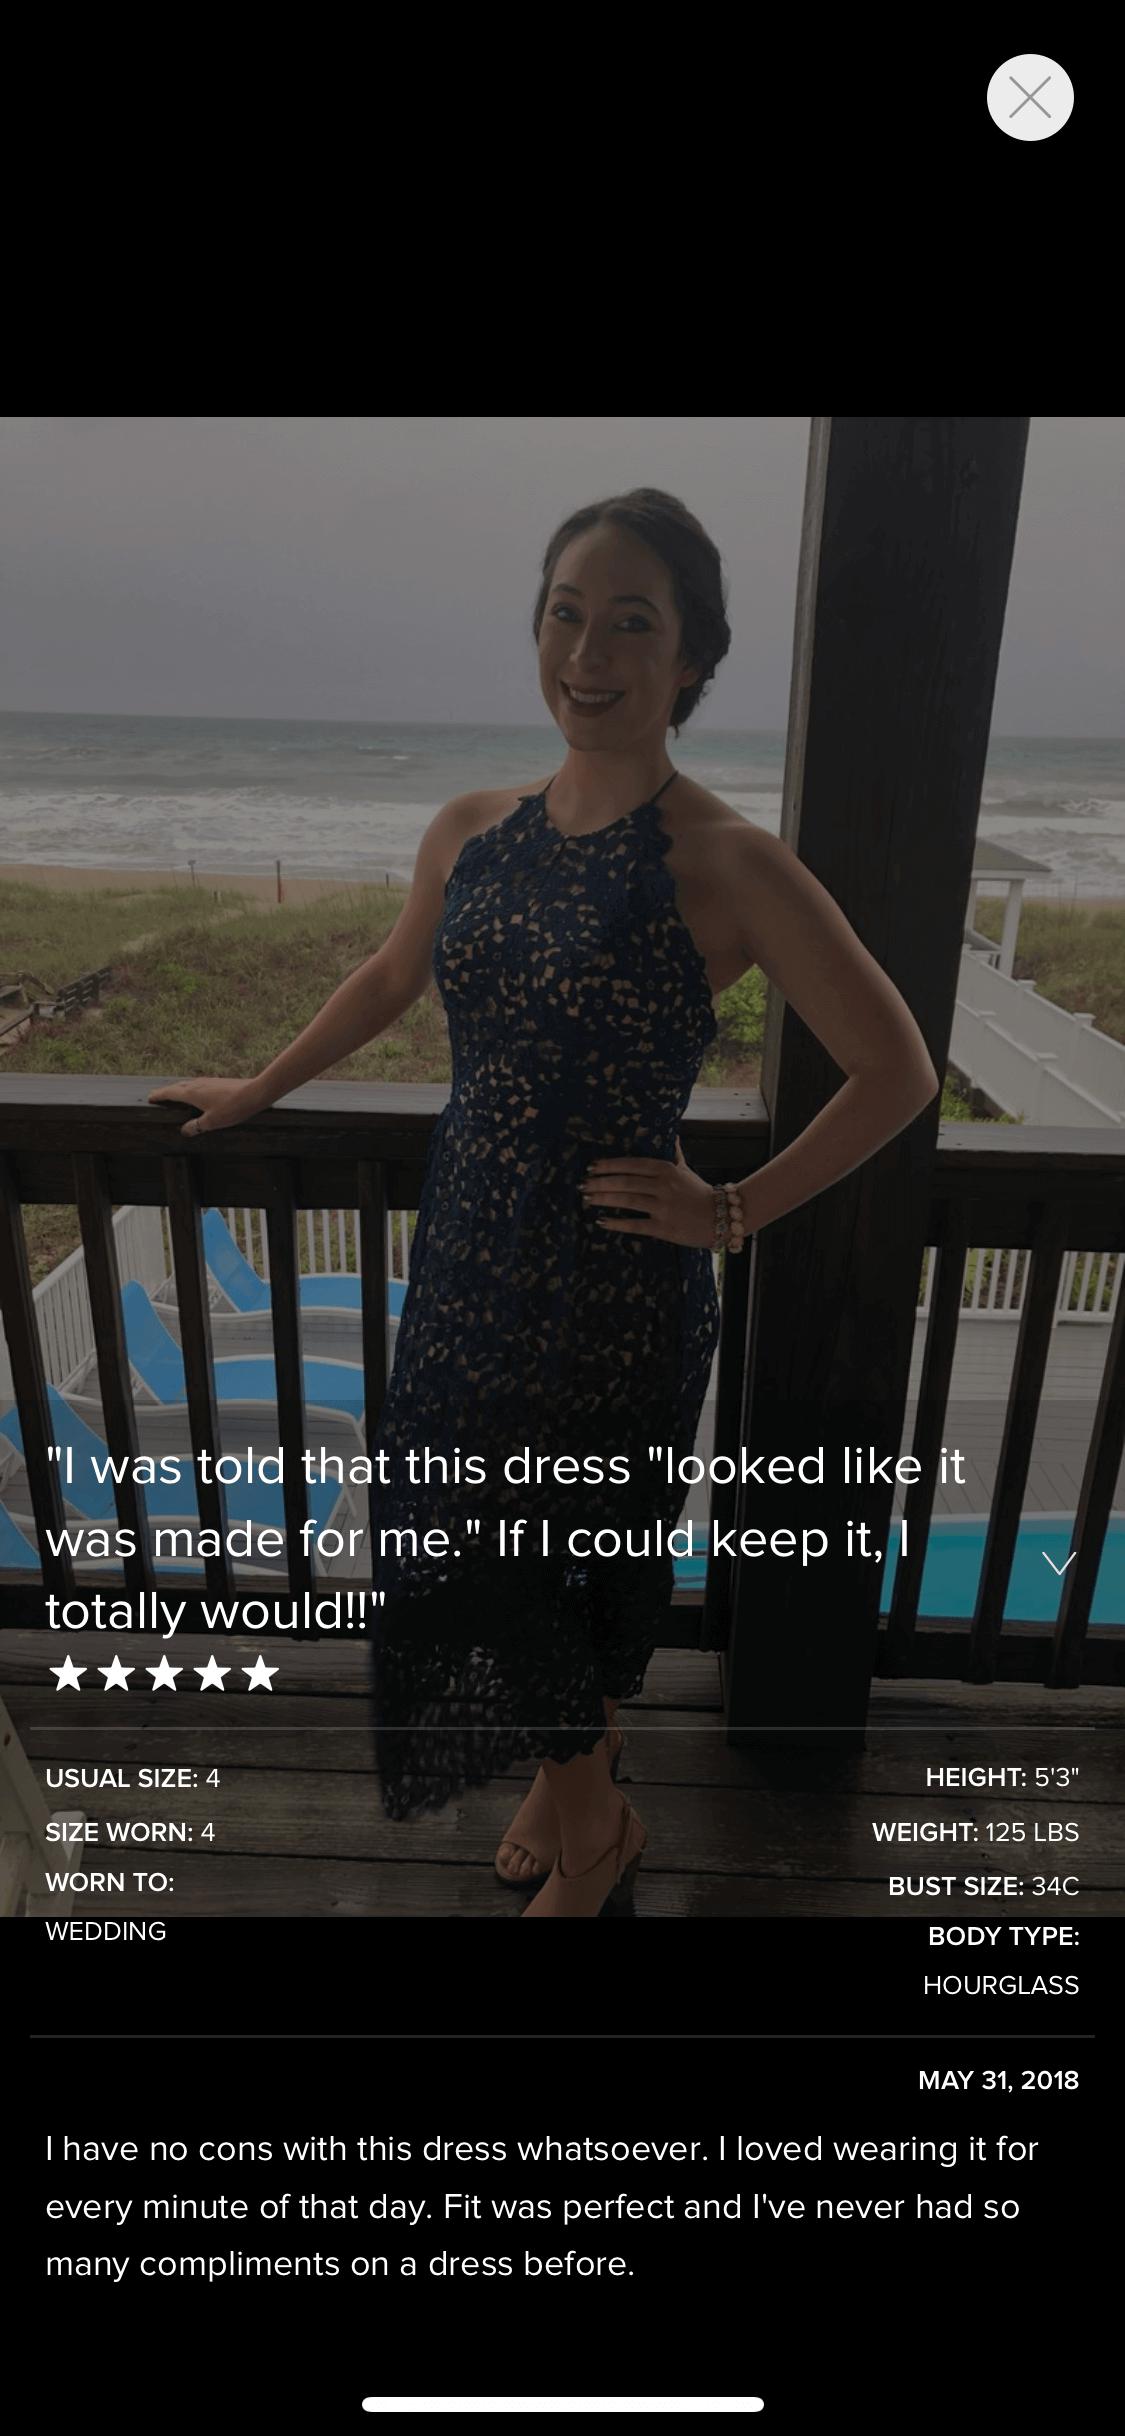 "I was told that this dress "looked like it
was made for me." If I could keep it, I
totally would!!"
USUAL SIZE: 4
SIZE WORN: 4
WORN TO:
WEDDING
HEIGHT: 5'3"
WEIGHT: 125 LBS
BUST SIZE: 34C
BODY TYPE:
HOURGLASS
MAY 31, 2018
I have no cons with this dress whatsoever. I loved wearing it for
every minute of that day. Fit was perfect and I've never had so
many compliments on a dress before.